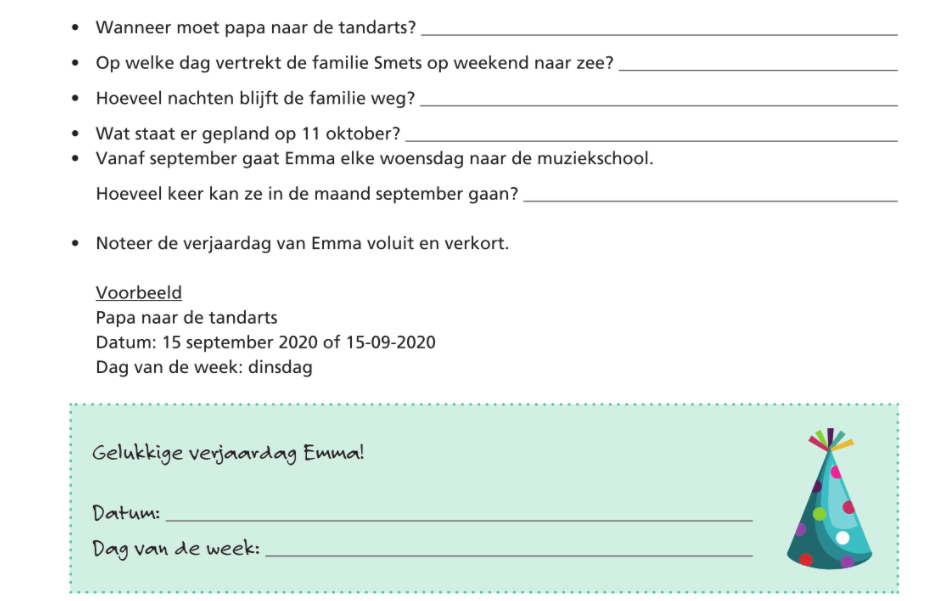 • Wanneer moet papa naar de tandarts?
• Op welke dag vertrekt de familie Smets op weekend naar zee?
• Hoeveel nachten blijft de familie weg?
• Wat staat er gepland op 11 oktober?
• Vanaf september gaat Emma elke woensdag naar de muziekschool.
Hoeveel keer kan ze in de maand september gaan?
• Noteer de verjaardag van Emma voluit en verkort.
Voorbeeld
Papa naar de tandarts
Datum: 15 september 2020 of 15-09-2020
Dag van de week: dinsdag
Gelukkige verjaardag Emma!
Datum:
Dag van de week: